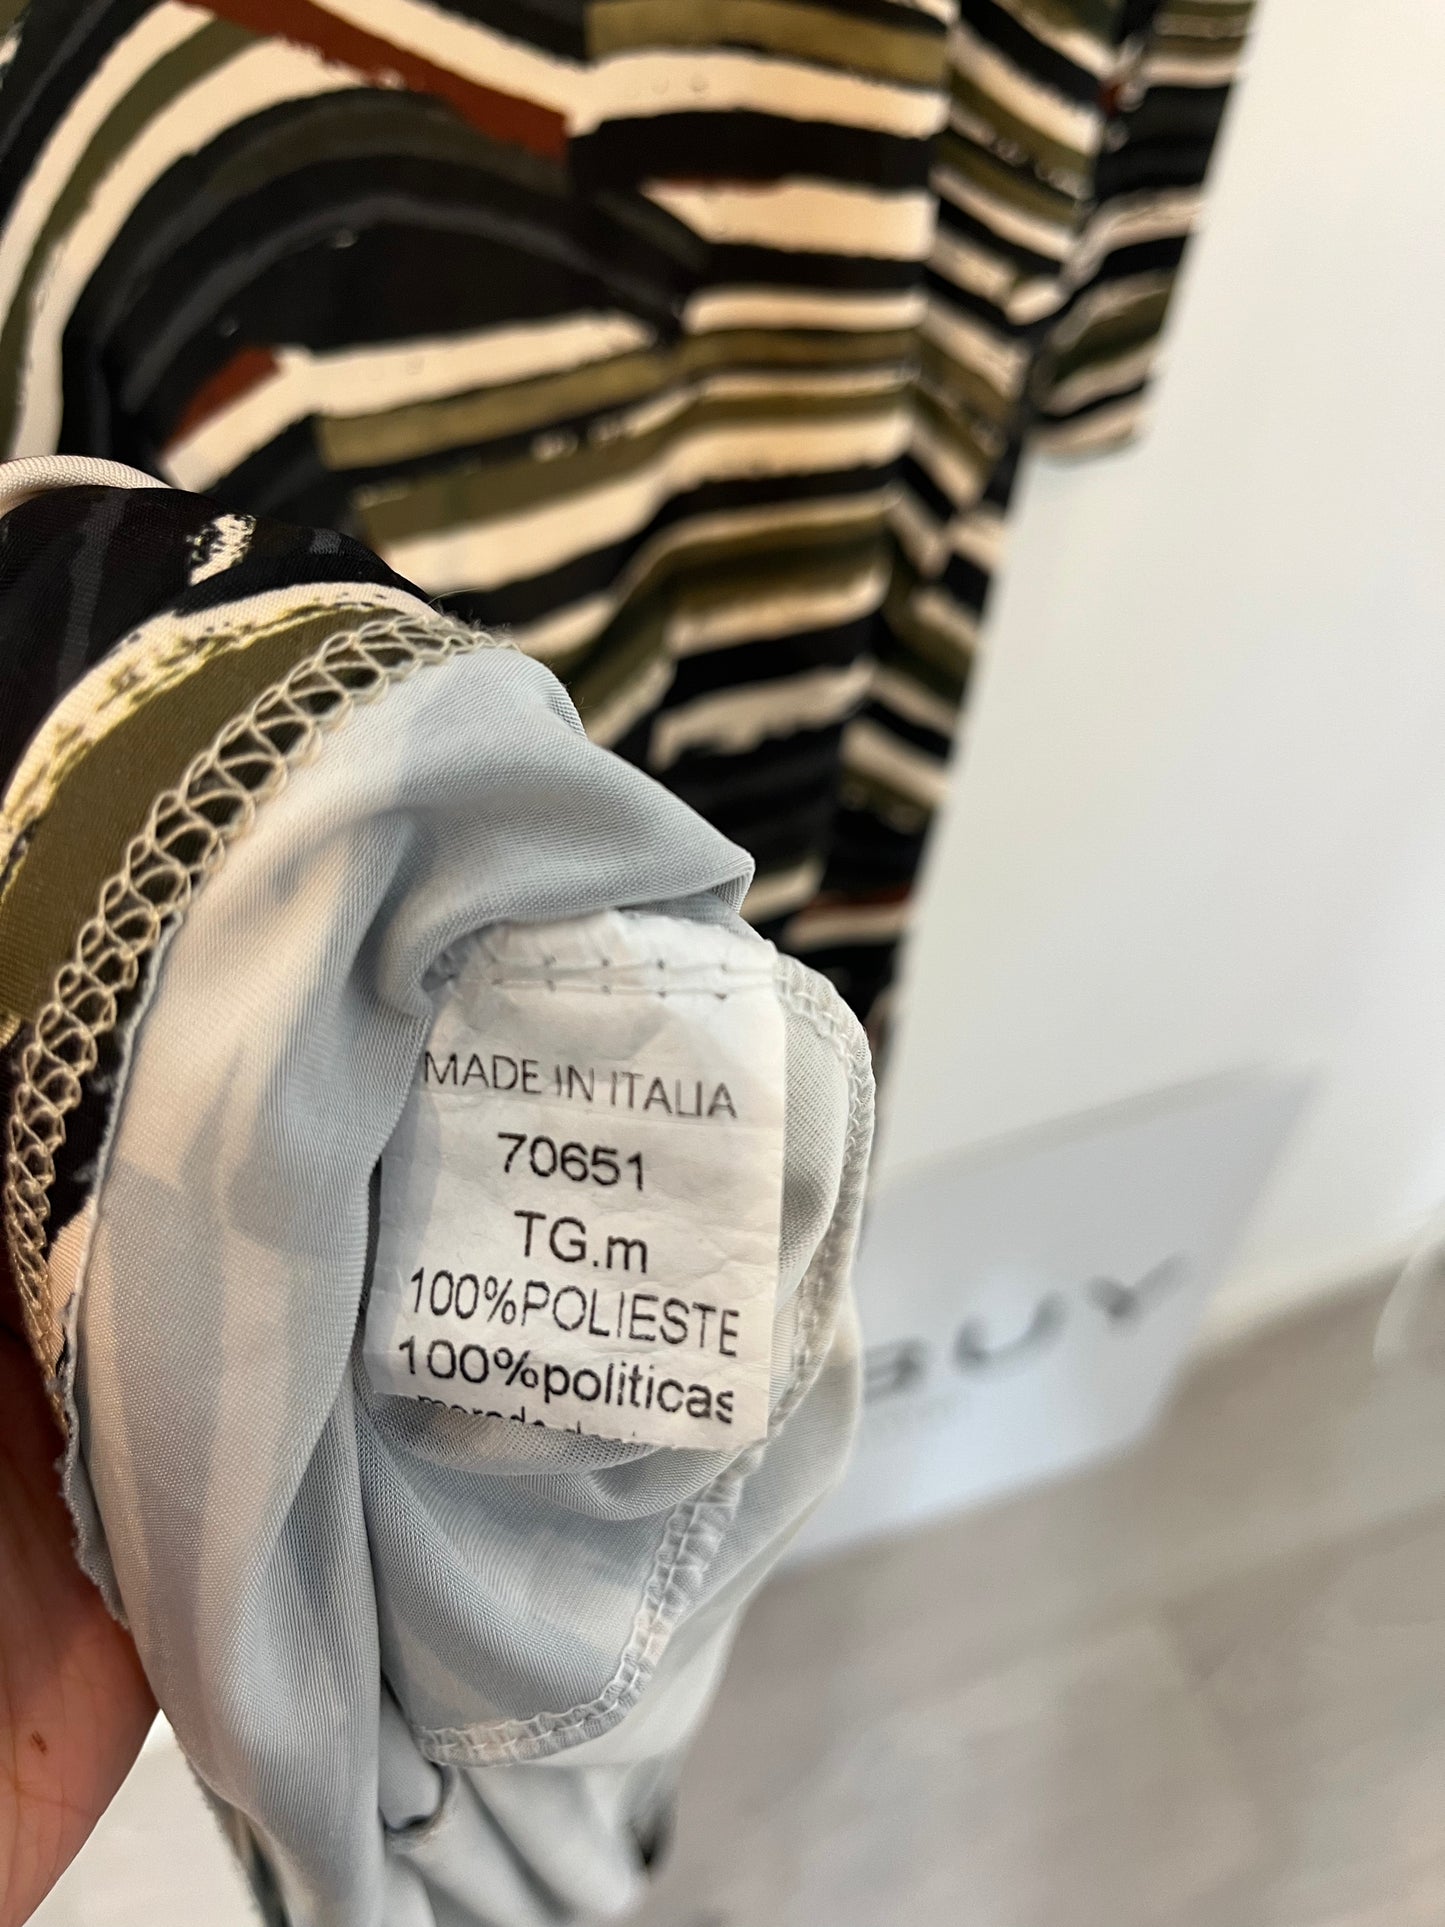 MADE IN ITALIA
70651
TG.m
100%POLIESTE
100%politicas